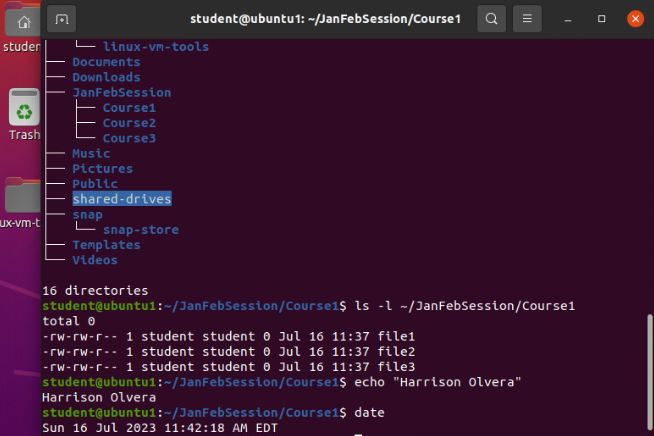 student@ubuntu1: ~/JanFebSession/Course1
studen
Trash
ux-vm-t
linux-vm-tools
Documents
Downloads
JanFebSession
Course1
Course2
Course3
Music
Pictures
Public
shared-drives
snap
snap-store
Templates
Videos
16 directories
student@ubuntu1:~/JanFebSession/Course1$ ls -l ~/JanFebSession/Course1
total 0
-rw-rw-r-- 1 student student 0 Jul 16 11:37 file1
-rw-rw-r-- 1 student student 0 Jul 16 11:37 file2
-rw-rw-r-- 1 student student 0 Jul 16 11:37 file3
student@ubuntu1:~/JanFebSession/Course1$ echo "Harrison Olvera"
Harrison Olvera
student@ubuntu1:~/JanFebSession/Course1$ date
Sun 16 Jul 2023 11:42:18 AM EDT